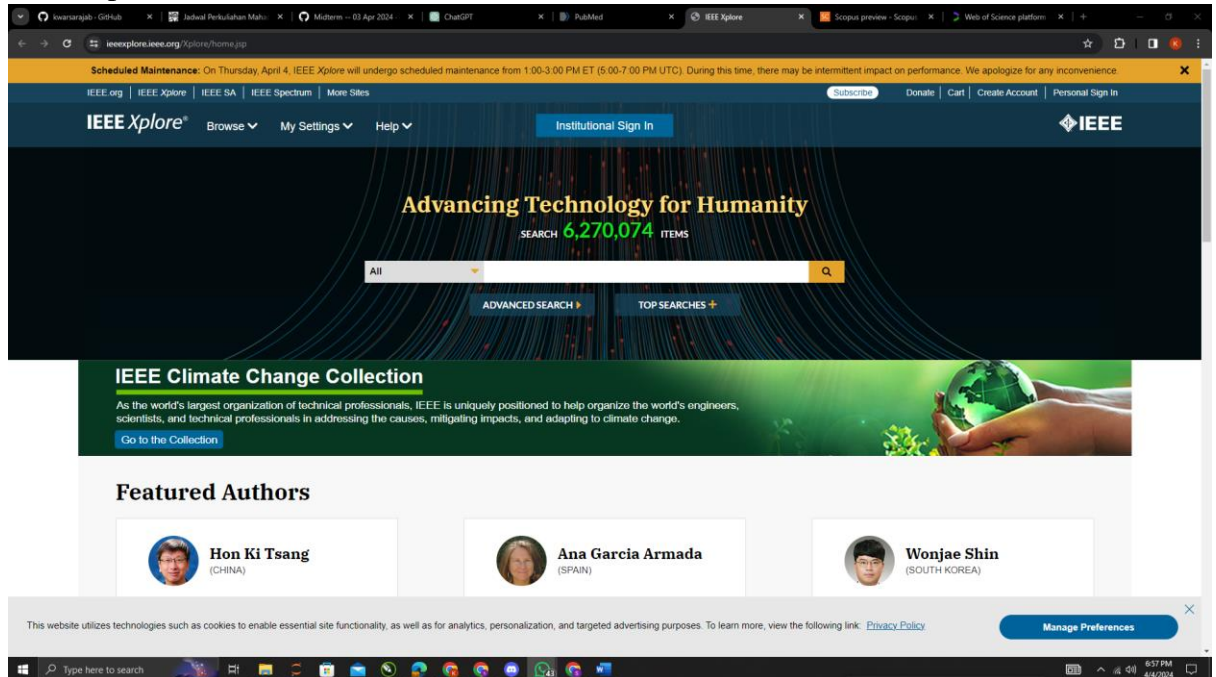 kwarsarajab - GitHub
Jadwal Perkuliahan Mahas
Midterm -- 03 Apr 2024
ChatGPT
PubMed
IEEE Xplore
Scopus preview - Scopus
Web of Science platform
ieeexplore.ieee.org/Xplore/home.jsp
Scheduled Maintenance: On Thursday, April 4, IEEE Xplore will undergo scheduled maintenance from 1:00-3:00 PM ET (5:00-7:00 PM UTC). During this time, there may be intermittent impact on performance. We apologize for any inconvenience.
IEEE.org | IEEE Xplore | IEEE SA | IEEE Spectrum | More Sites
Subscribe
Donate | Cart | Create Account | Personal Sign In
IEEE Xplore®
Browse
My Settings
Help
Institutional Sign In
IEEE
Advancing Technology for Humanity
SEARCH 6,270,074 ITEMS
All
ADVANCED SEARCH
TOP SEARCHES
IEEE Climate Change Collection
As the world's largest organization of technical professionals, IEEE is uniquely positioned to help organize the world's engineers,
scientists, and technical professionals in addressing the causes, mitigating impacts, and adapting to climate change.
Go to the Collection
Featured Authors
Hon Ki Tsang
(CHINA)
Ana Garcia Armada
(SPAIN)
Wonjae Shin
(SOUTH KOREA)
This website utilizes technologies such as cookies to enable essential site functionality, as well as for analytics, personalization, and targeted advertising purposes. To learn more, view the following link: Privacy Policy
Manage Preferences
Type here to search
43
6:57 PM
4/4/2024